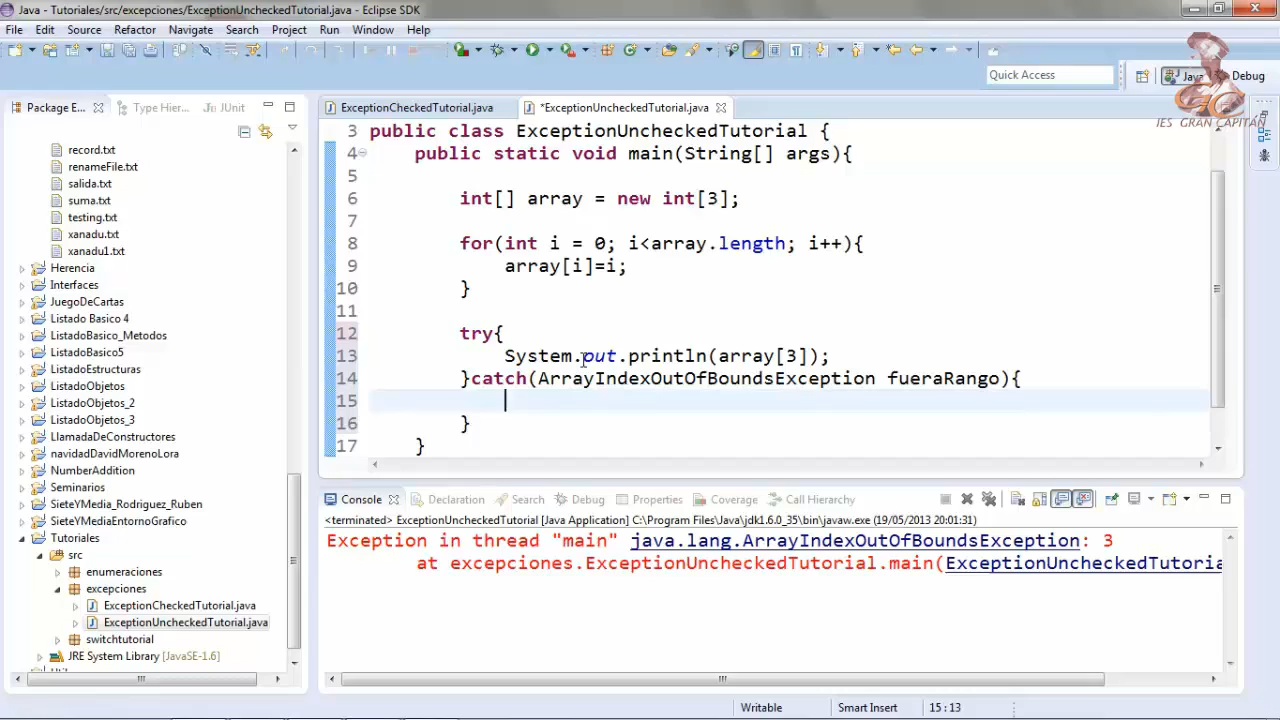 Java - Tutoriales/src/excepciones/ExceptionUncheckedTutorial.java - Eclipse SDK
File Edit Source Refactor Navigate Search Project Run Window Help
Quick Access
Java
Debug
IES GRAN CAPITÁN
Package E...
Type Hier...
JUnit
record.txt
renameFile.txt
salida.txt
suma.txt
testing.txt
xanadu.txt
xanadu1.txt
Herencia
Interfaces
JuegoDeCartas
Listado Basico 4
ListadoBasico_Metodos
ListadoBasico5
ListadoEstructuras
ListadoObjetos
ListadoObjetos_2
ListadoObjetos_3
LlamadaDeConstructores
navidadDavidMorenoLora
NumberAddition
Seminarios
SieteYMedia_Rodriguez_Ruben
SieteYMediaEntornoGrafico
Tutoriales
src
enumeraciones
excepciones
ExceptionCheckedTutorial.java
ExceptionUncheckedTutorial.java
switchtutorial
JRE System Library [JavaSE-1.6]
ExceptionCheckedTutorial.java
*ExceptionUncheckedTutorial.java
3 public class ExceptionUncheckedTutorial {
4 public static void main(String[] args){
5
6 int[] array = new int[3];
7
8 for(int i = 0; i<array.length; i++){
9 array[i]=i;
10 }
11
12 try{
13 System.out.println(array[3]);
14 }catch(ArrayIndexOutOfBoundsException fueraRango){
15
16 }
17 }
Console Declaration Search Debug Properties Coverage Call Hierarchy
<terminated> ExceptionUncheckedTutorial [Java Application] C:\Program Files\Java\jdk1.6.0_35\bin\javaw.exe (19/05/2013 20:01:31)
Exception in thread "main" java.lang.ArrayIndexOutOfBoundsException: 3
at excepciones.ExceptionUncheckedTutorial.main(ExceptionUncheckedTutoria
Writable
Smart Insert
15:13